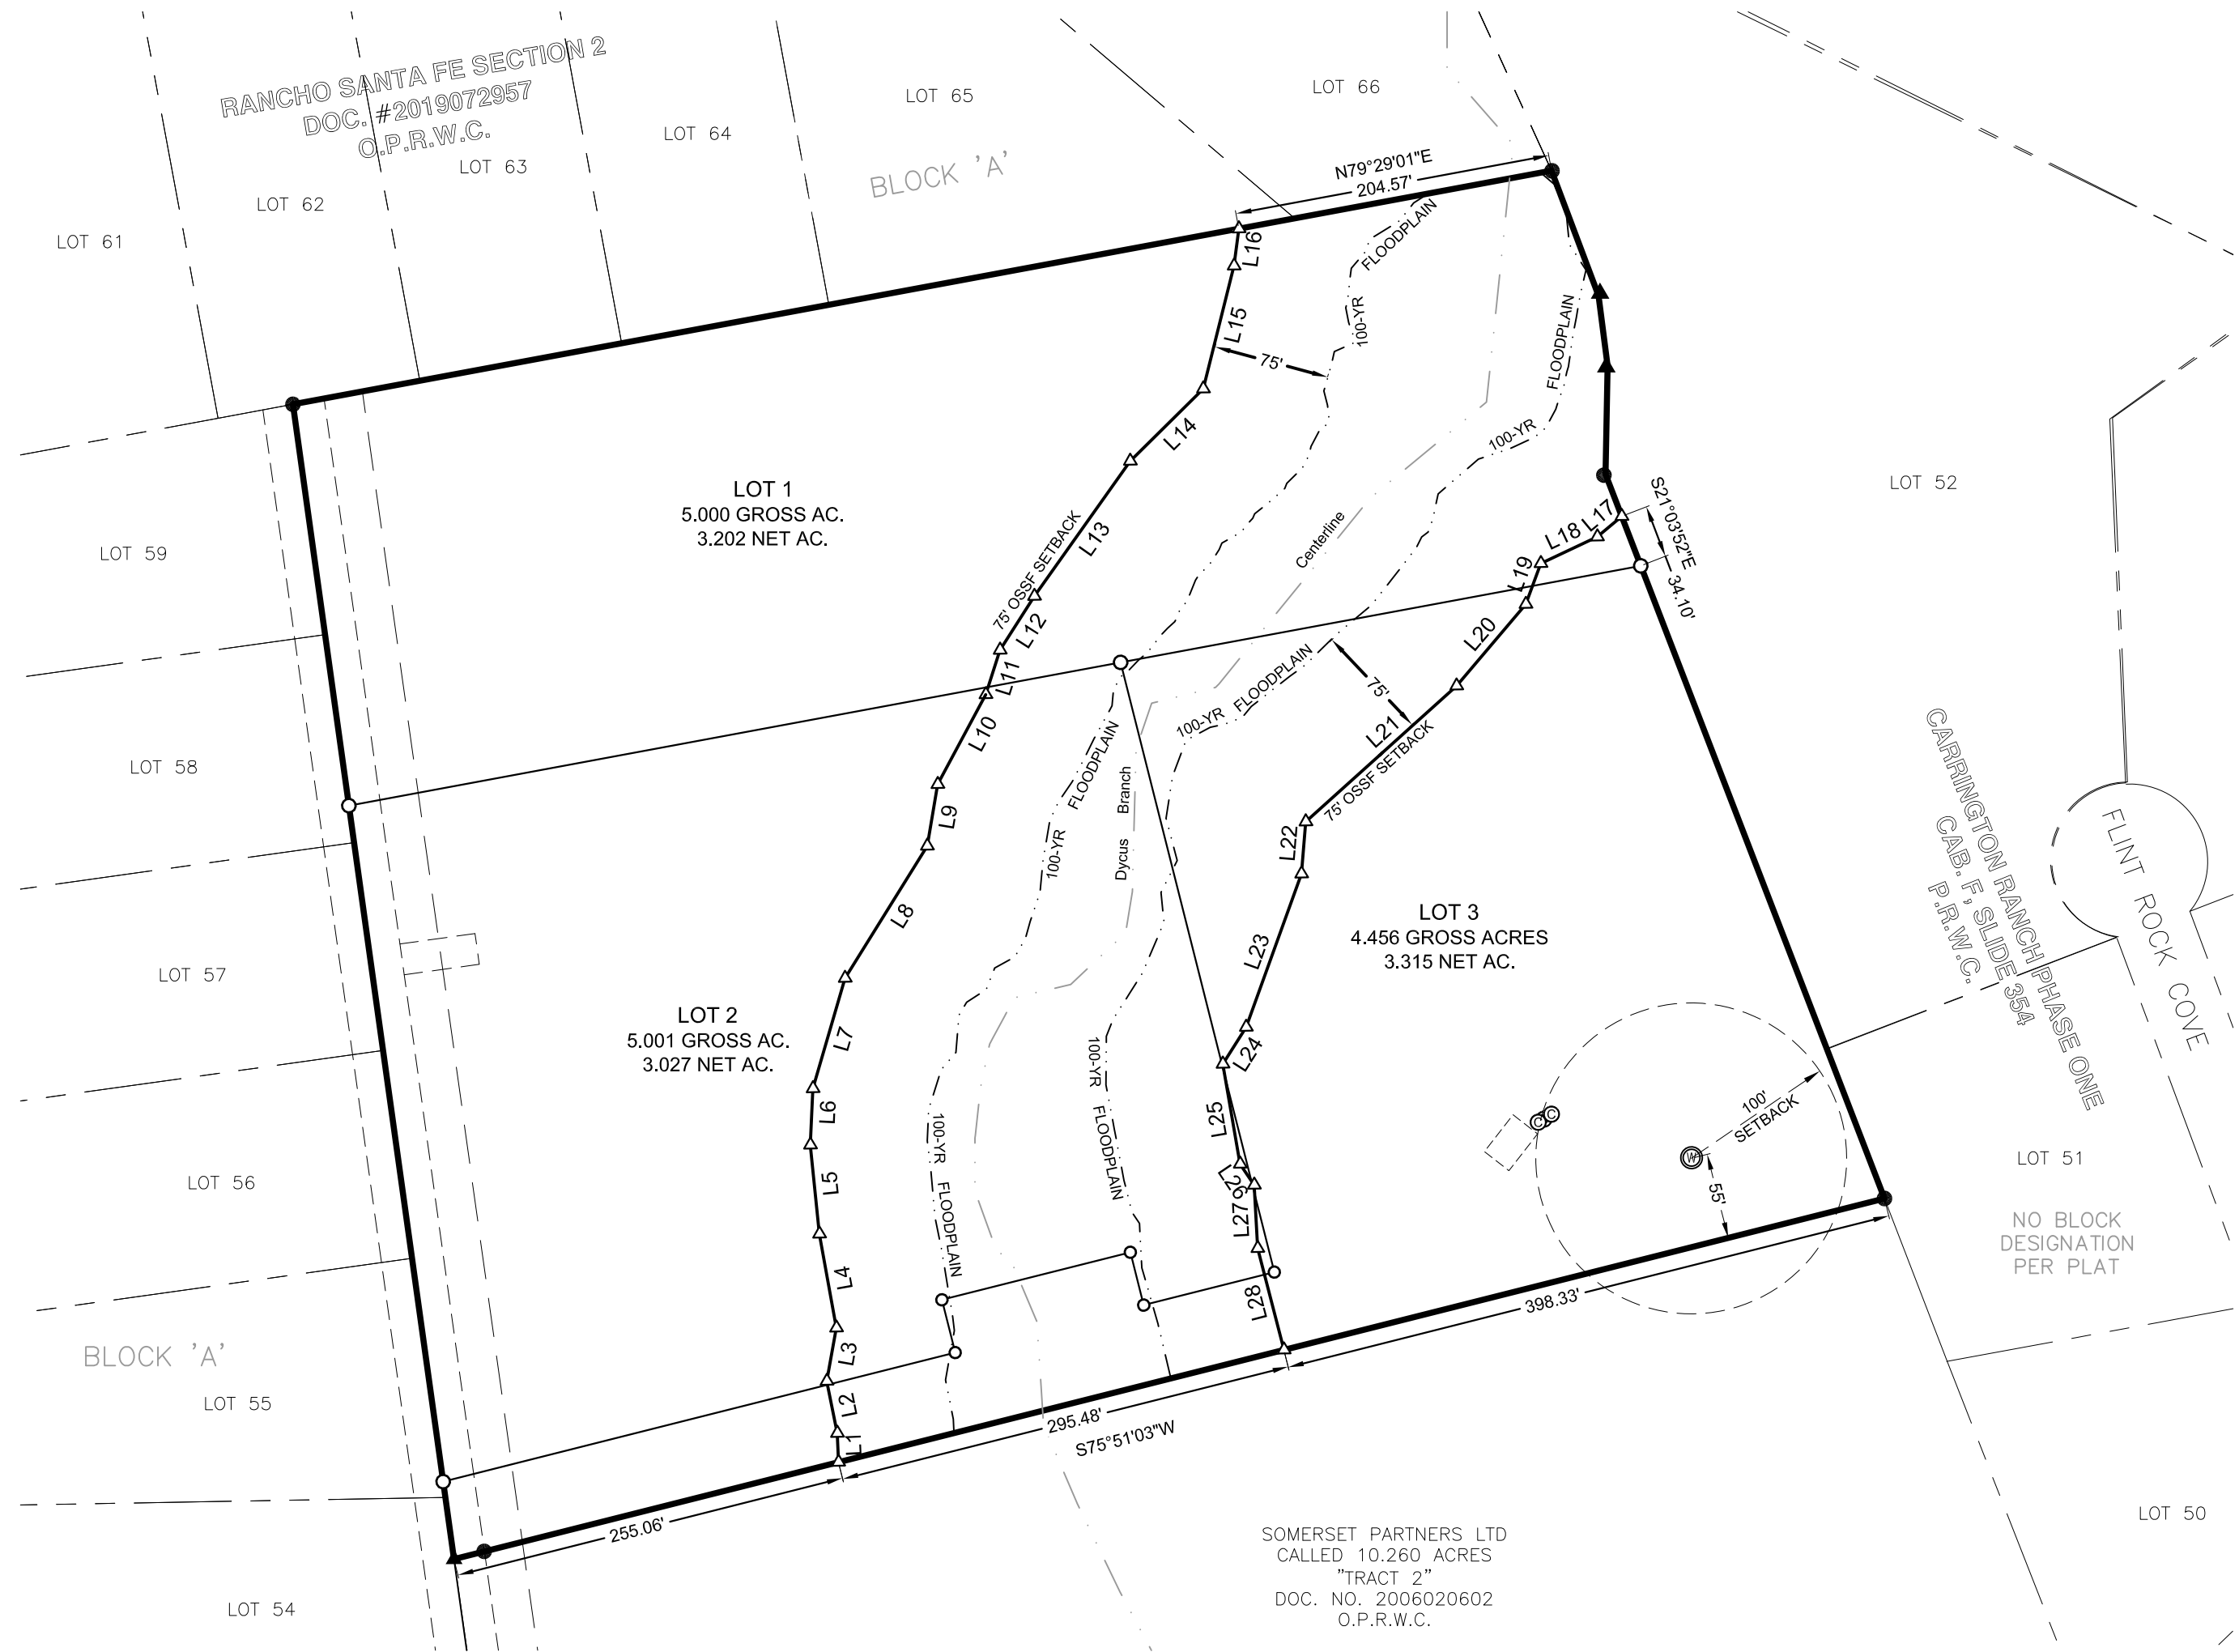 RANCHO SANTA FE SECTION 2
DOC. #2019072957
O.P.R.W.C.
LOT 61
LOT 62
LOT 63
LOT 64
LOT 65
LOT 66
BLOCK 'A'
N79°29'01"E
204.57'
L16
L15
75'
L14
L13
75' OSSF SETBACK
L12
L11
L10
L9
L8
L7
L6
L5
L4
L3
L2
L1
FLOODPLAIN
100-YR
FLOODPLAIN
100-YR
Centerline
LOT 1
5.000 GROSS AC.
3.202 NET AC.
S21°03'52"E
34.10'
L17
L18
L19
L20
L21
75' OSSF SETBACK
75'
L22
L23
L24
L25
L26
L27
L28
100-YR FLOODPLAIN
100-YR FLOODPLAIN
Dycus Branch
100-YR FLOODPLAIN
100-YR FLOODPLAIN
LOT 2
5.001 GROSS AC.
3.027 NET AC.
LOT 3
4.456 GROSS ACRES
3.315 NET AC.
100'
SETBACK
55'
W
C
C
LOT 59
LOT 58
LOT 57
LOT 56
BLOCK 'A'
LOT 55
LOT 54
LOT 52
CARRINGTON RANCH PHASE ONE
CAB. F, SLIDE 354
P.R.W.C.
FLINT ROCK COVE
LOT 51
NO BLOCK
DESIGNATION
PER PLAT
LOT 50
398.33'
295.48'
S75°51'03"W
255.06'
SOMERSET PARTNERS LTD
CALLED 10.260 ACRES
"TRACT 2"
DOC. NO. 2006020602
O.P.R.W.C.